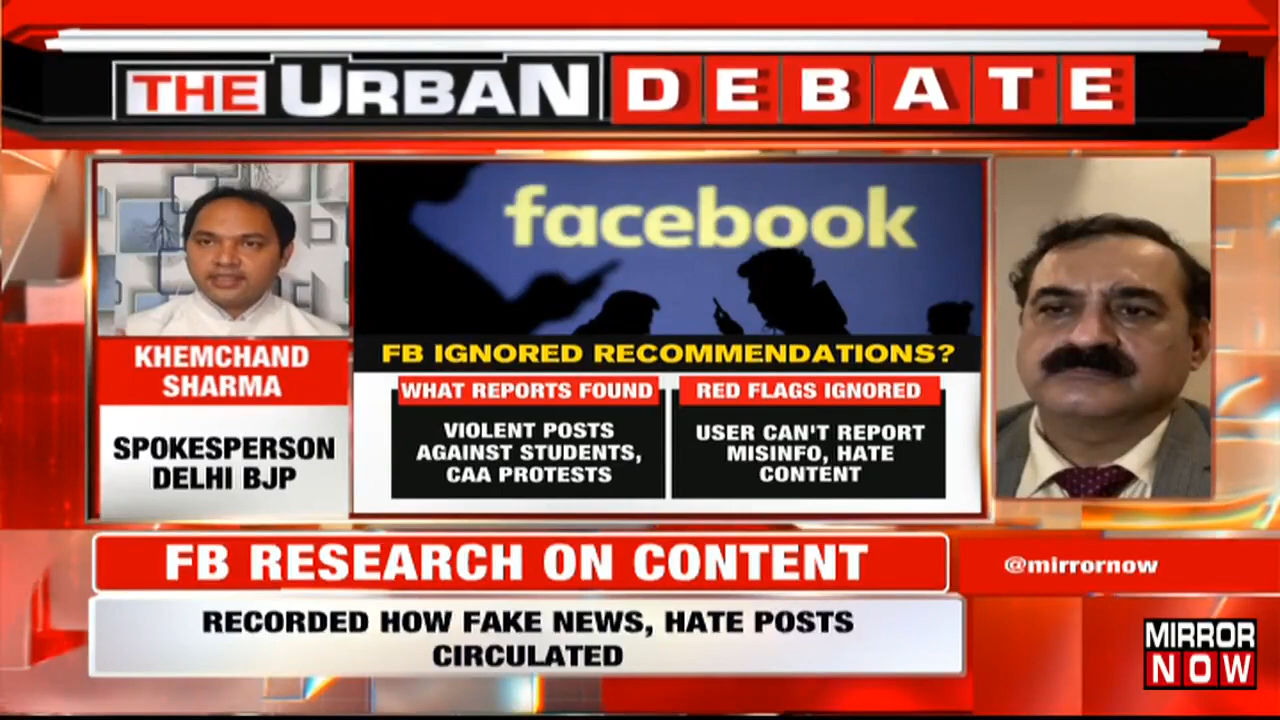 THE URBAN DEBATE
facebook
KHEMCHAND
SHARMA
SPOKESPERSON
DELHI BJP
FB IGNORED RECOMMENDATIONS?
WHAT REPORTS FOUND
VIOLENT POSTS
AGAINST STUDENTS,
CAA PROTESTS
RED FLAGS IGNORED
USER CAN'T REPORT
MISINFO, HATE
CONTENT
FB RESEARCH ON CONTENT
@mirrornow
RECORDED HOW FAKE NEWS, HATE POSTS
CIRCULATED
MIRROR
NOW